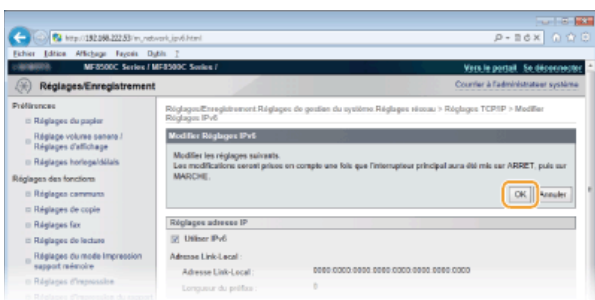 http://192.168.222.53/m_network_ipv6.html
Fichier Edition Affichage Favoris Outils ?
MF8500C Series / MF8500C Series /
Vers le portail Se déconnecter
Réglages/Enregistrement
Courrier à l'administrateur système
Préférences
Réglages du papier
Réglage volume sonore /
Réglages d'affichage
Réglages horloge/délais
Réglages des fonctions
Réglages communs
Réglages de copie
Réglages fax
Réglages de lecture
Réglages du mode Impression
support mémoire
Réglages d'impression
Réglages/Enregistrement:Réglages de gestion du système:Réglages réseau > Réglages TCP/IP > Modifier
Réglages IPv6
Modifier Réglages IPv6
Modifier les réglages suivants.
Les modifications seront prises en compte une fois que l'interrupteur principal aura été mis sur ARRET, puis sur
MARCHE.
OK Annuler
Réglages adresse IP
Utiliser IPv6
Adresse Link-Local :
Adresse Link-Local : 0000:0000:0000:0000:0000:0000:0000:0000
Longueur du préfixe : 0